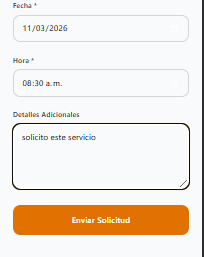 Fecha *
11/03/2026
Hora *
08:30 a. m.
Detalles Adicionales
solicito este servicio
Enviar Solicitud